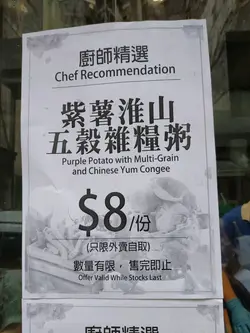 廚師精選
Chef Recommendation
紫薯淮山
五穀雜糧粥
Purple Potato with Multi-Grain
and Chinese Yum Congee
$8/份
(只限外賣自取)
數量有限，售完即止
Offer Valid While Stocks Last
廚師精選